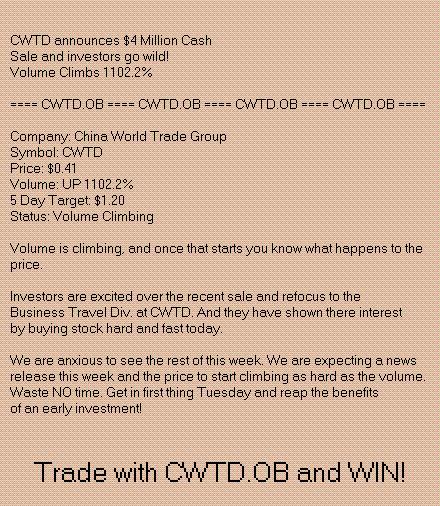 CWTD announces $4 Million Cash
Sale and investors go wild!
Volume Climbs 1102.2%
==== CWTD.OB ==== CWTD.OB ==== CWTD.OB ==== CWTD.OB ====
Company: China World Trade Group
Symbol: CWTD
Price: $0.41
Volume: UP 1102.2%
5 Day Target: $1.20
Status: Volume Climbing
Volume is climbing, and once that starts you know what happens to the
price.
Investors are excited over the recent sale and refocus to the
Business Travel Div. at CWTD. And they have shown there interest
by buying stock hard and fast today.
We are anxious to see the rest of this week. We are expecting a news
release this week and the price to start climbing as hard as the volume.
Waste NO time. Get in first thing Tuesday and reap the benefits
of an early investment!
Trade with CWTD.OB and WIN!